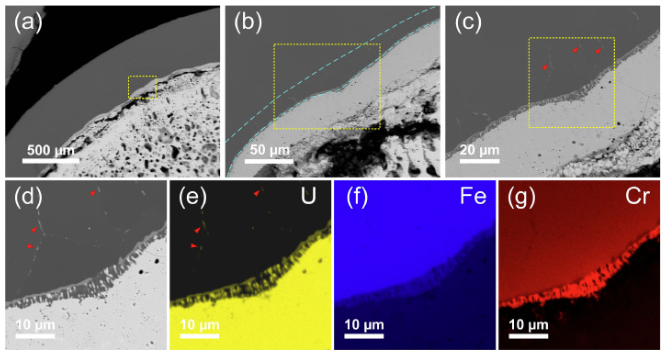 (a)
500 µm
(b)
50 µm
(c)
20 µm
(d)
10 µm
(e)
U
10 µm
(f)
Fe
10 µm
(g)
Cr
10 µm